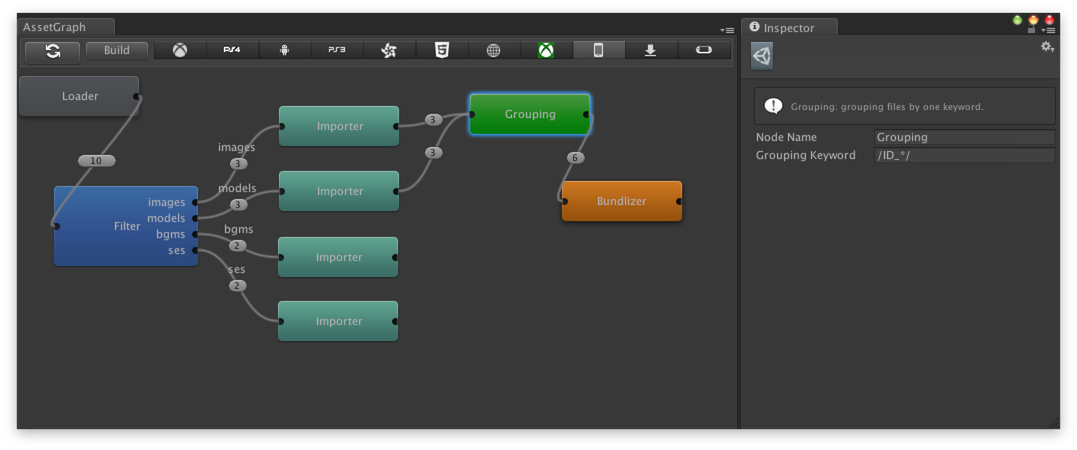 AssetGraph
Build
PS4
PS3
Loader
10
Filter
images
models
bgms
ses
images
3
models
3
bgms
2
ses
2
Importer
Importer
Importer
Importer
3
3
Grouping
6
Bundlizer
Inspector
Grouping: grouping files by one keyword.
Node Name Grouping
Grouping Keyword /ID_*/